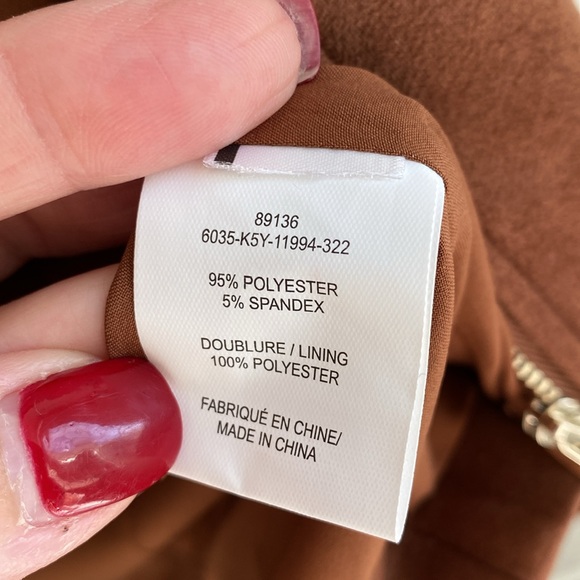 89136
6035-K5Y-11994-322
95% POLYESTER
5% SPANDEX
DOUBLURE / LINING
100% POLYESTER
FABRIQUÉ EN CHINE/
MADE IN CHINA